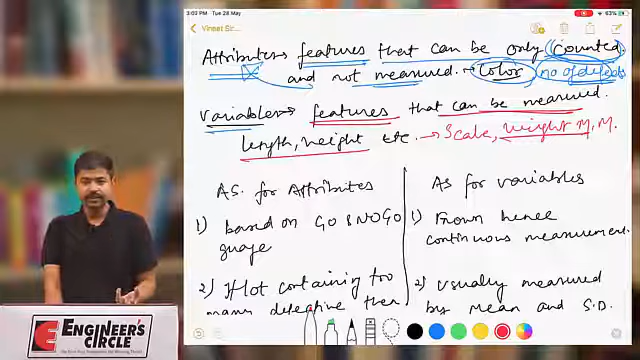 3:03 PM Tue 28 May
63%
Vineet Sir...
Attributes → features that can be only (counted)
and not measured. → Color, no of defects
Variables → features that can be measured.
length, height etc → Scale, weight M, M.
A.S. for Attributes
1) based on GO & NOGO
guage
2) If lot containing too
many defective then
AS for variables
1) Known hence
continuous measurement.
2) Usually measured
by Mean and S.D.
ENGINEER'S
CIRCLE